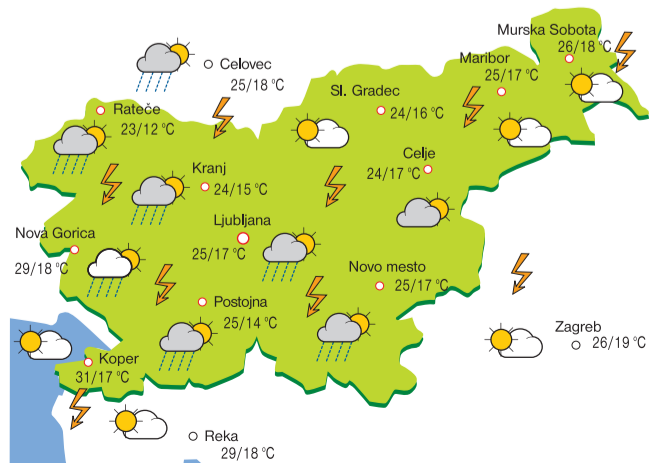 Murska Sobota
26/18 °C
Maribor
25/17 °C
Celovec
25/18 °C
Sl. Gradec
24/16 °C
Rateče
23/12 °C
Celje
24/17 °C
Kranj
24/15 °C
Ljubljana
25/17 °C
Nova Gorica
29/18 °C
Novo mesto
25/17 °C
Postojna
25/14 °C
Zagreb
26/19 °C
Koper
31/17 °C
Reka
29/18 °C